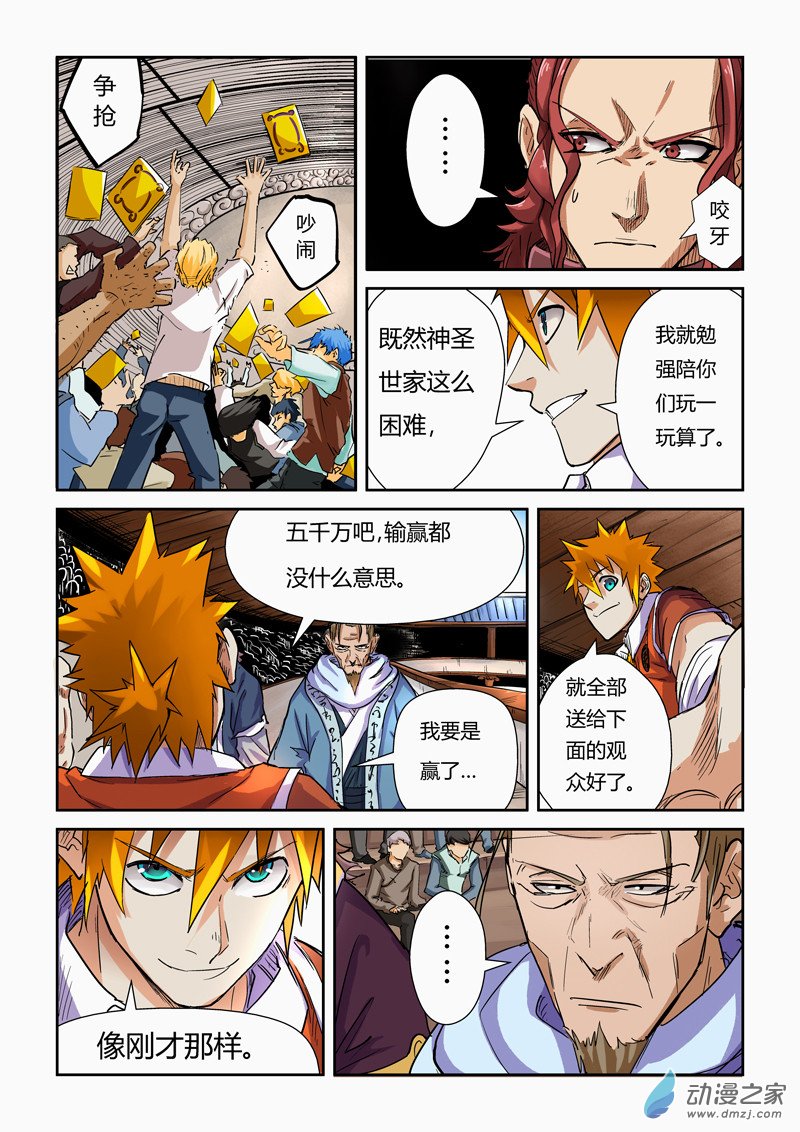 争
抢
吵
闹
……
咬
牙
既然神圣
世家这么
困难，
我就勉
强陪你
们玩一
玩算了。
五千万吧，输赢都
没什么意思。
我要是
赢了…
就全部
送给下
面的观
众好了。
像刚才那样。
……
动漫之家
www.dmzj.com